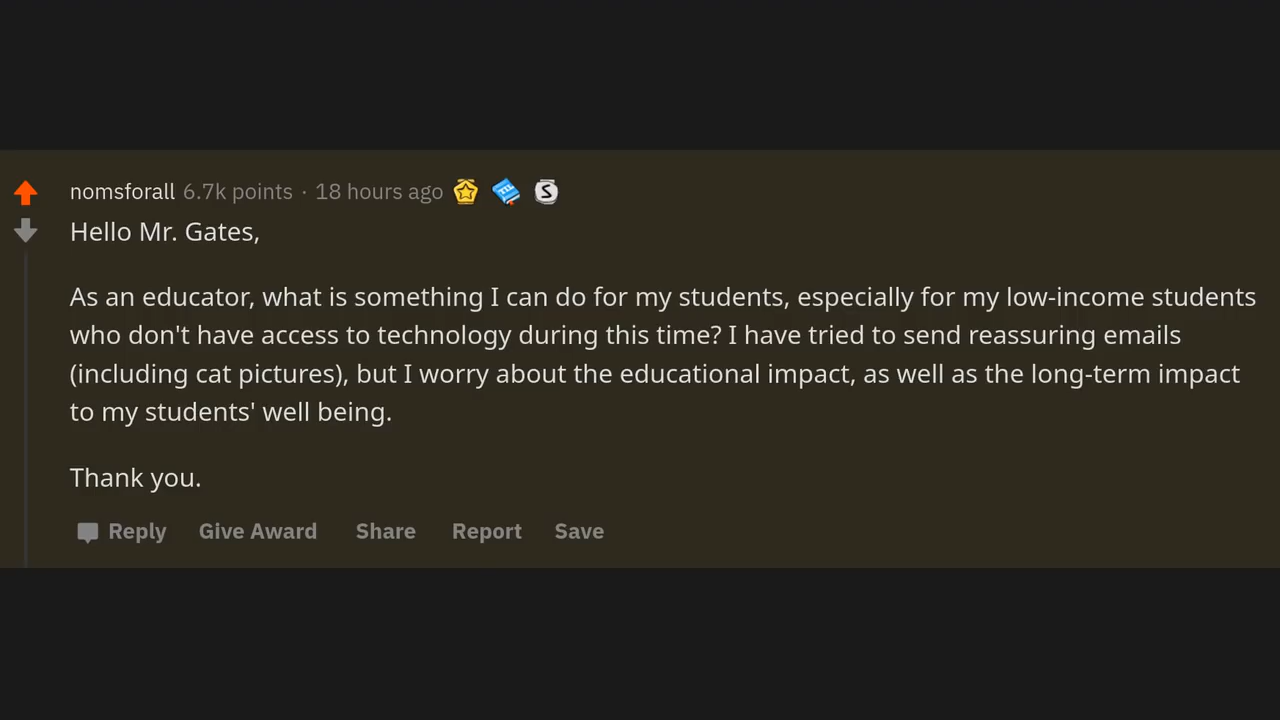 nomsforall 6.7k points · 18 hours ago
Hello Mr. Gates,
As an educator, what is something I can do for my students, especially for my low-income students
who don't have access to technology during this time? I have tried to send reassuring emails
(including cat pictures), but I worry about the educational impact, as well as the long-term impact
to my students' well being.
Thank you.
Reply Give Award Share Report Save